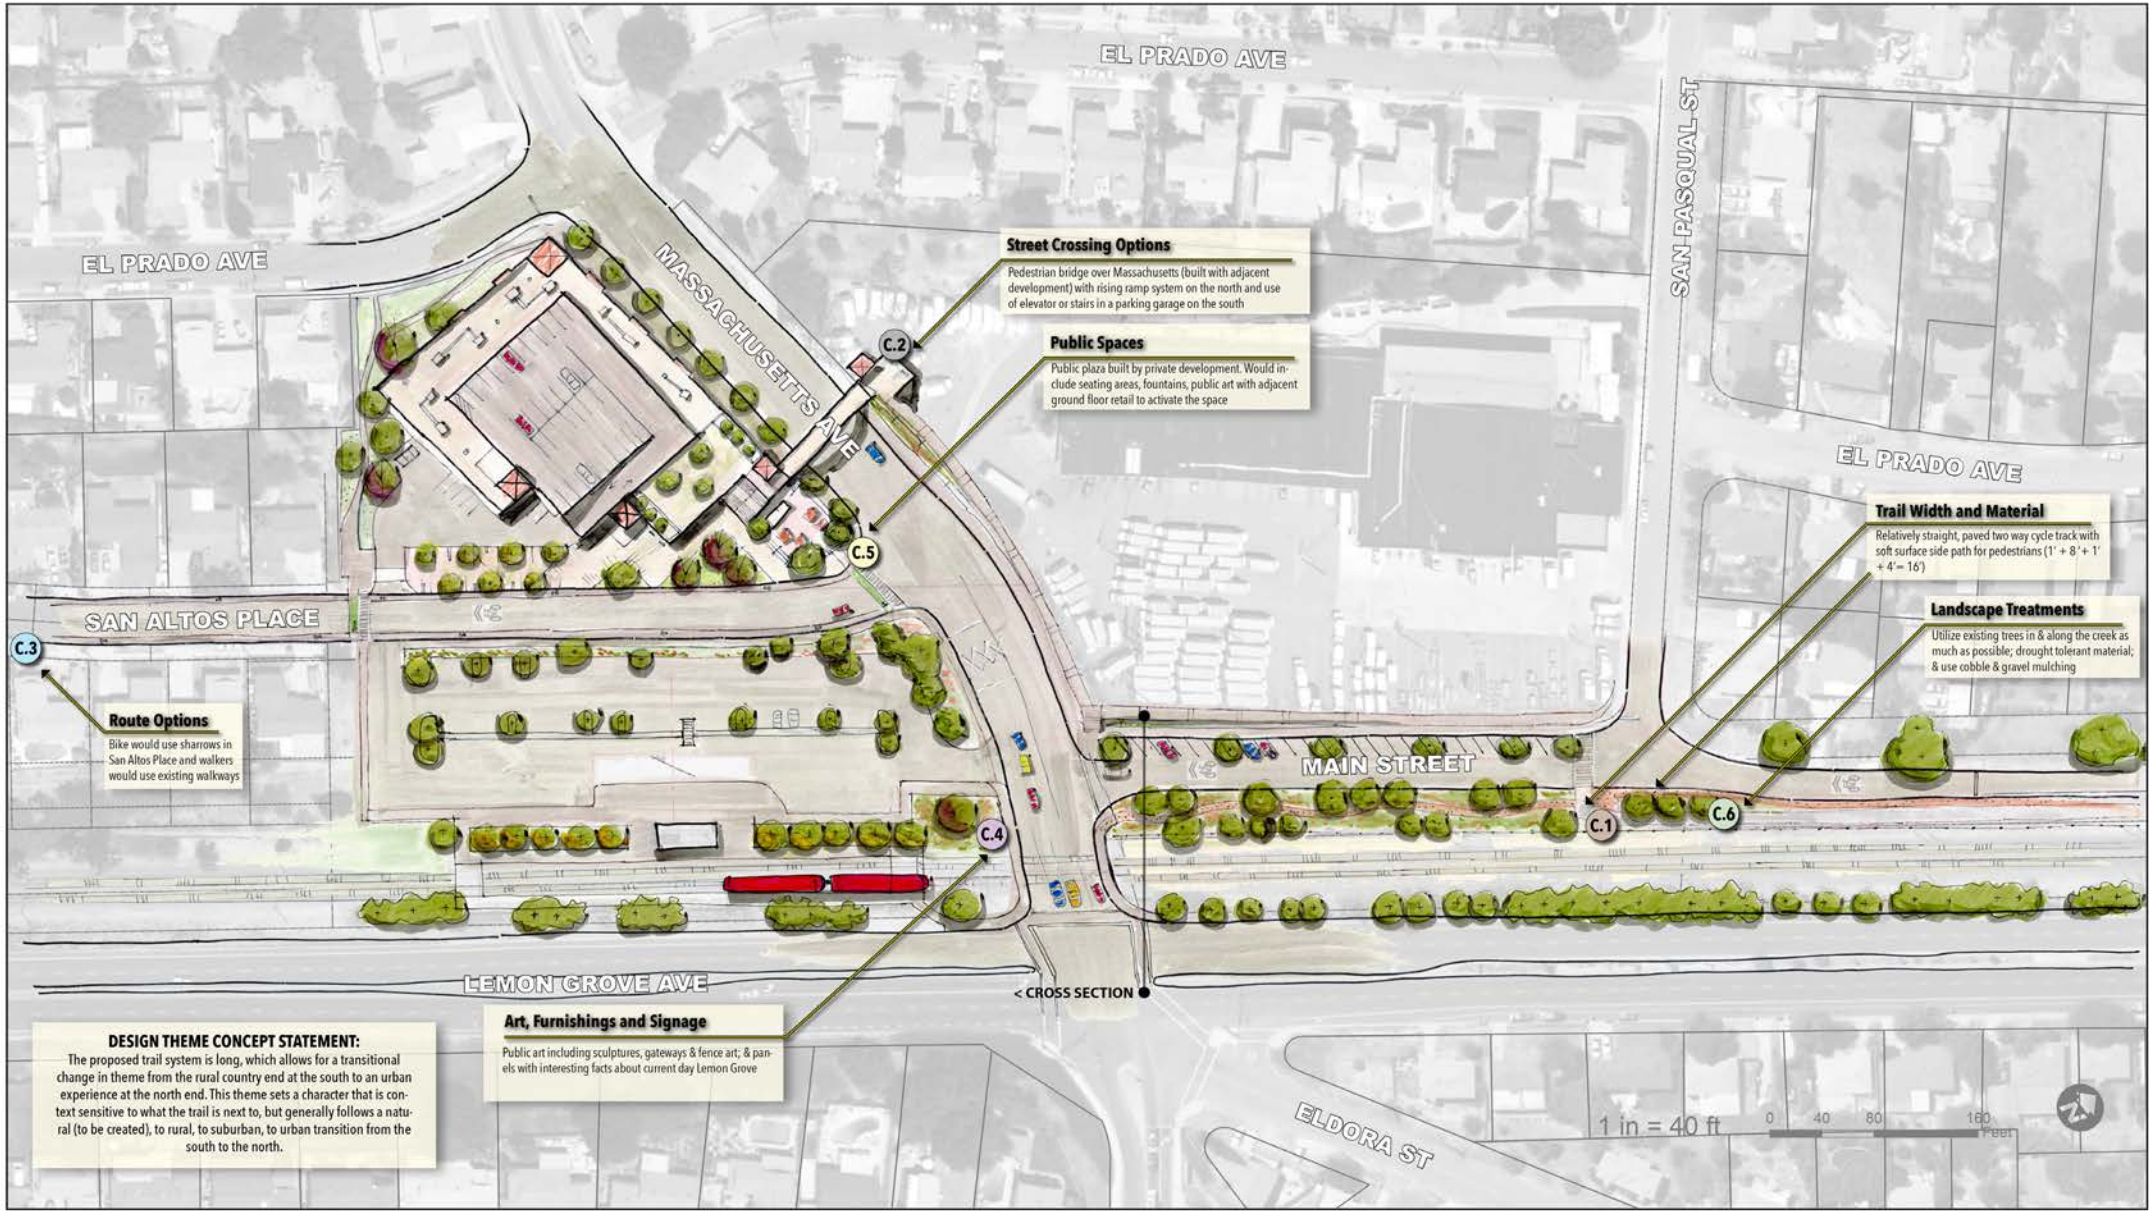 EL PRADO AVE
SAN PASQUAL ST
EL PRADO AVE
MASSACHUSETTS AVE
Street Crossing Options
Pedestrian bridge over Massachusetts (built with adjacent
development) with rising ramp system on the north and use
of elevator or stairs in a parking garage on the south
C.2
Public Spaces
Public plaza built by private development. Would in-
clude seating areas, fountains, public art with adjacent
ground floor retail to activate the space
EL PRADO AVE
Trail Width and Material
Relatively straight, paved two way cycle track with
soft surface side path for pedestrians (1' + 8'+ 1'
+ 4'= 16')
C.5
SAN ALTOS PLACE
Landscape Treatments
Utilize existing trees in & along the creek as
much as possible; drought tolerant material;
& use cobble & gravel mulching
C.3
Route Options
Bike would use sharrows in
San Altos Place and walkers
would use existing walkways
MAIN STREET
C.4
C.1
C.6
LEMON GROVE AVE
< CROSS SECTION
Art, Furnishings and Signage
Public art including sculptures, gateways & fence art; & pan-
els with interesting facts about current day Lemon Grove
DESIGN THEME CONCEPT STATEMENT:
The proposed trail system is long, which allows for a transitional
change in theme from the rural country end at the south to an urban
experience at the north end. This theme sets a character that is con-
text sensitive to what the trail is next to, but generally follows a natu-
ral (to be created), to rural, to suburban, to urban transition from the
south to the north.
ELDORA ST
1 in = 40 ft
0 40 80 160
Feet
N